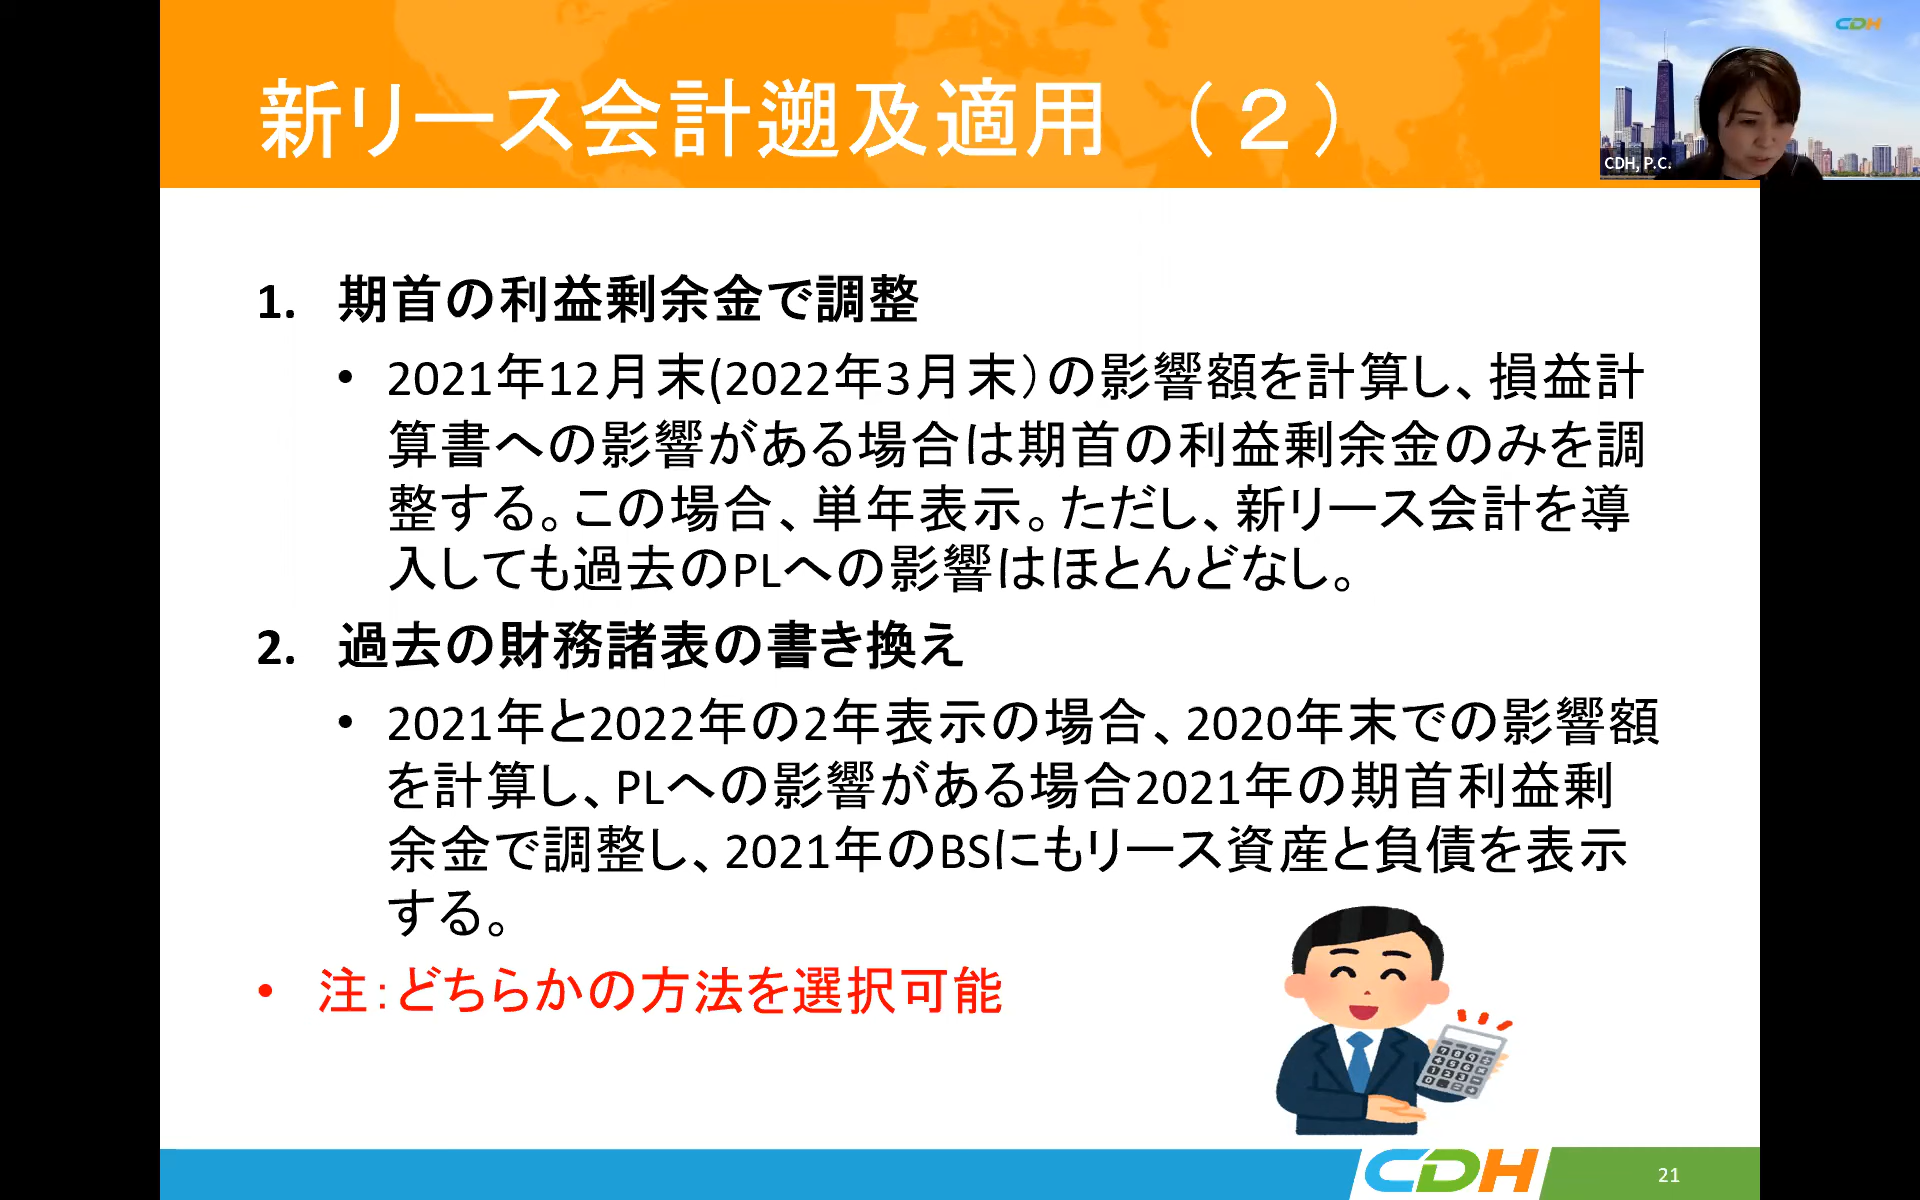 新リース会計遡及適用 （２）
CDH
CDH, P.C.
1. 期首の利益剰余金で調整
• 2021年12月末(2022年3月末）の影響額を計算し、損益計
算書への影響がある場合は期首の利益剰余金のみを調
整する。この場合、単年表示。ただし、新リース会計を導
入しても過去のPLへの影響はほとんどなし。
2. 過去の財務諸表の書き換え
• 2021年と2022年の2年表示の場合、2020年末での影響額
を計算し、PLへの影響がある場合2021年の期首利益剰
余金で調整し、2021年のBSにもリース資産と負債を表示
する。
• 注：どちらかの方法を選択可能
CDH
21